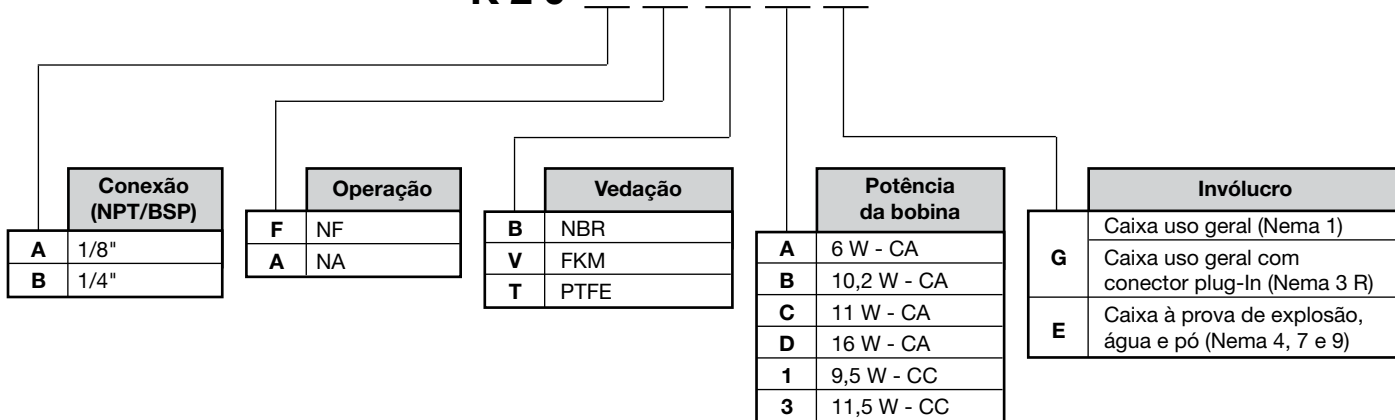 Conexão
(NPT/BSP)
A 1/8"
B 1/4"
Operação
F NF
A NA
Vedação
B NBR
V FKM
T PTFE
Potência
da bobina
A 6 W - CA
B 10,2 W - CA
C 11 W - CA
D 16 W - CA
1 9,5 W - CC
3 11,5 W - CC
Invólucro
G Caixa uso geral (Nema 1)
Caixa uso geral com
conector plug-In (Nema 3 R)
E Caixa à prova de explosão,
água e pó (Nema 4, 7 e 9)